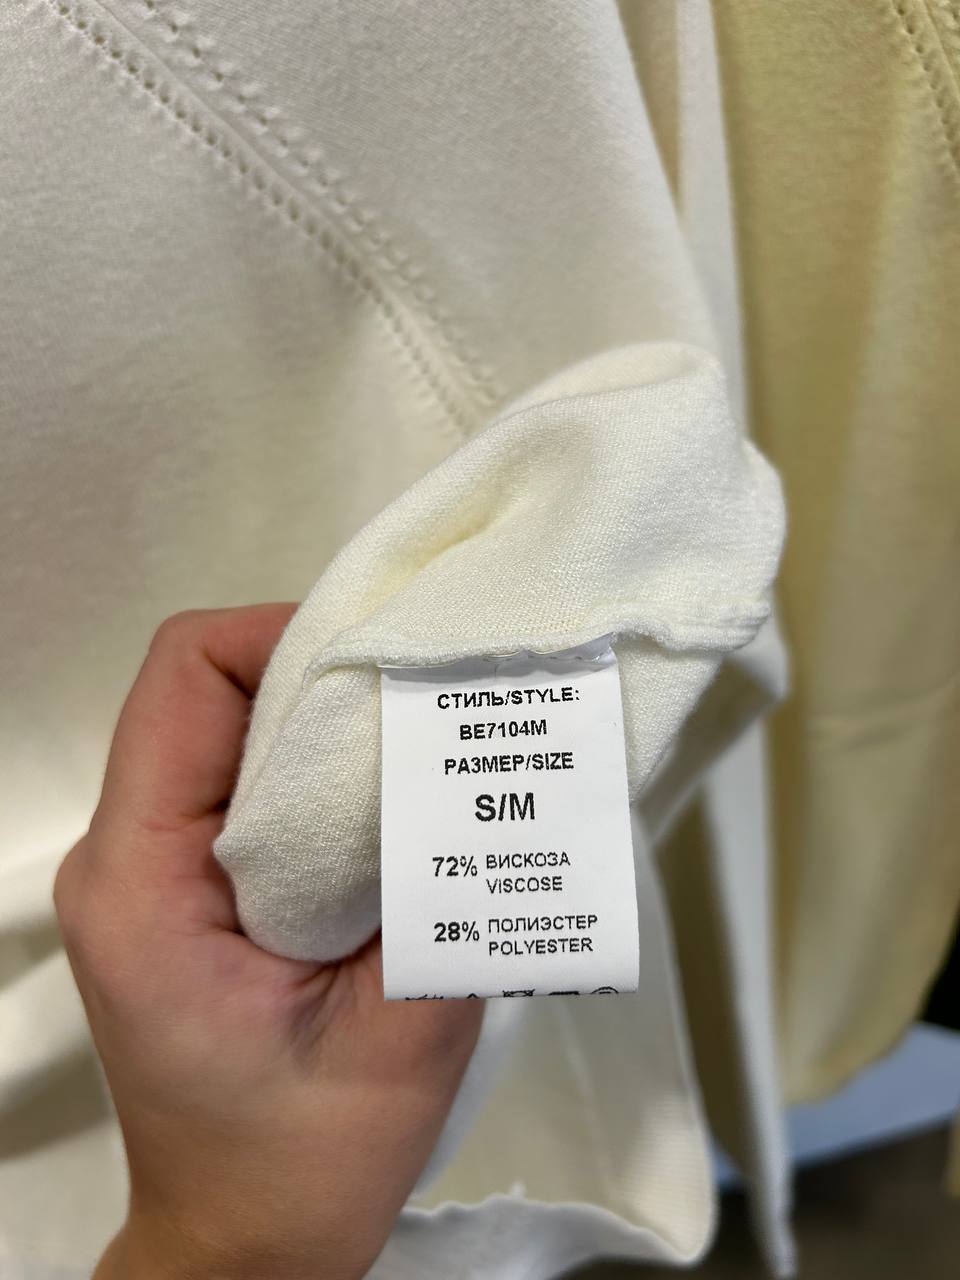 СТИЛЬ/STYLE:
BE7104M
РАЗМЕР/SIZE
S/M
72% ВИСКОЗА
VISCOSE
28% ПОЛИЭСТЕР
POLYESTER